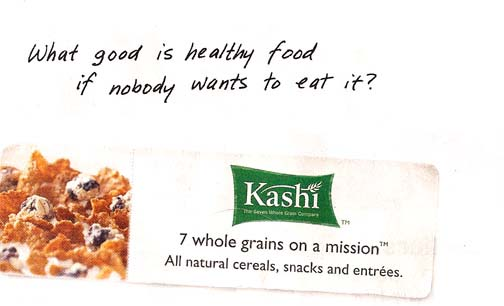 What good is healthy food
if nobody wants to eat it?
Kashi
The Seven Whole Grain Company
TM
7 whole grains on a mission™
All natural cereals, snacks and entrées.